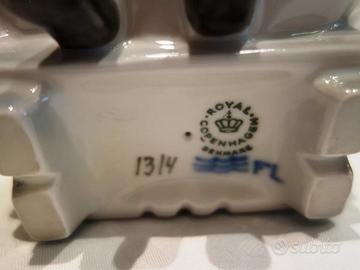 ROYAL
COPENHAGEN
DENMARK
1314 FL
subito